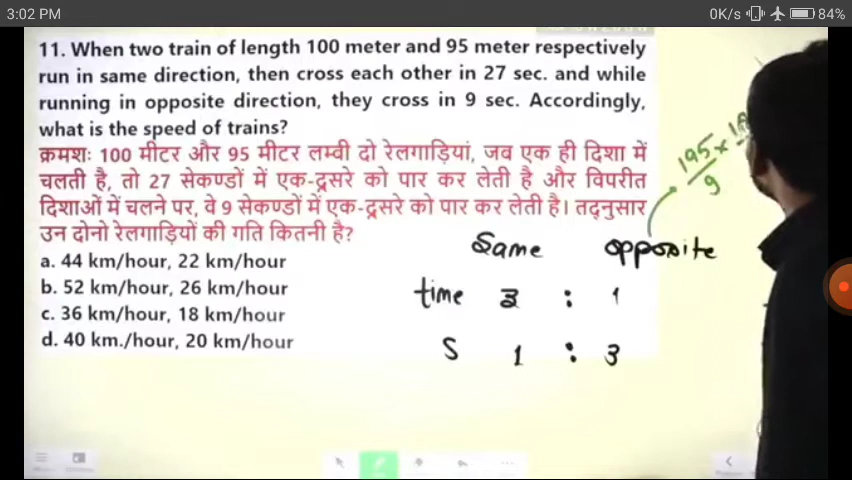 3:02 PM
0K/s 84%
11. When two train of length 100 meter and 95 meter respectively
run in same direction, then cross each other in 27 sec. and while
running in opposite direction, they cross in 9 sec. Accordingly,
what is the speed of trains?
क्रमशः 100 मीटर और 95 मीटर लम्वी दो रेलगाड़ियां, जव एक ही दिशा में
चलती है, तो 27 सेकण्डों में एक-दूसरे को पार कर लेती है और विपरीत
दिशाओं में चलने पर, वे 9 सेकण्डों में एक-दूसरे को पार कर लेती है। तद्नुसार
उन दोनो रेलगाड़ियों की गति कितनी है?
a. 44 km/hour, 22 km/hour
b. 52 km/hour, 26 km/hour
c. 36 km/hour, 18 km/hour
d. 40 km./hour, 20 km/hour
195/9 ×
Same opposite
time 3 : 1
S 1 : 3